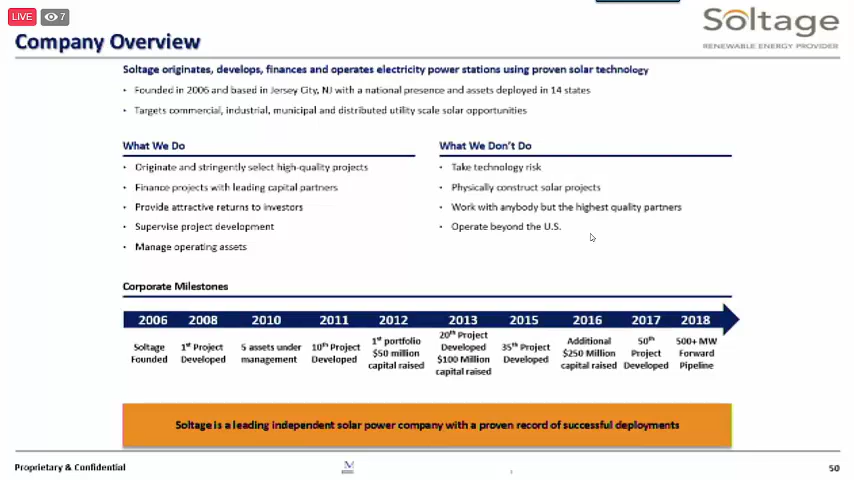 LIVE 7
Soltage
RENEWABLE ENERGY PROVIDER
Company Overview
Soltage originates, develops, finances and operates electricity power stations using proven solar technology
• Founded in 2006 and based in Jersey City, NJ with a national presence and assets deployed in 14 states
• Targets commercial, industrial, municipal and distributed utility scale solar opportunities
What We Do
• Originate and stringently select high-quality projects
• Finance projects with leading capital partners
• Provide attractive returns to investors
• Supervise project development
• Manage operating assets
What We Don't Do
• Take technology risk
• Physically construct solar projects
• Work with anybody but the highest quality partners
• Operate beyond the U.S.
Corporate Milestones
2006 2008 2010 2011 2012 2013 2015 2016 2017 2018
Soltage
Founded
1st Project
Developed
5 assets under
management
10th Project
Developed
1st portfolio
$50 million
capital raised
20th Project
Developed
$100 Million
capital raised
35th Project
Developed
Additional
$250 Million
capital raised
50th
Project
Developed
500+ MW
Forward
Pipeline
Soltage is a leading independent solar power company with a proven record of successful deployments
Proprietary & Confidential
M
50